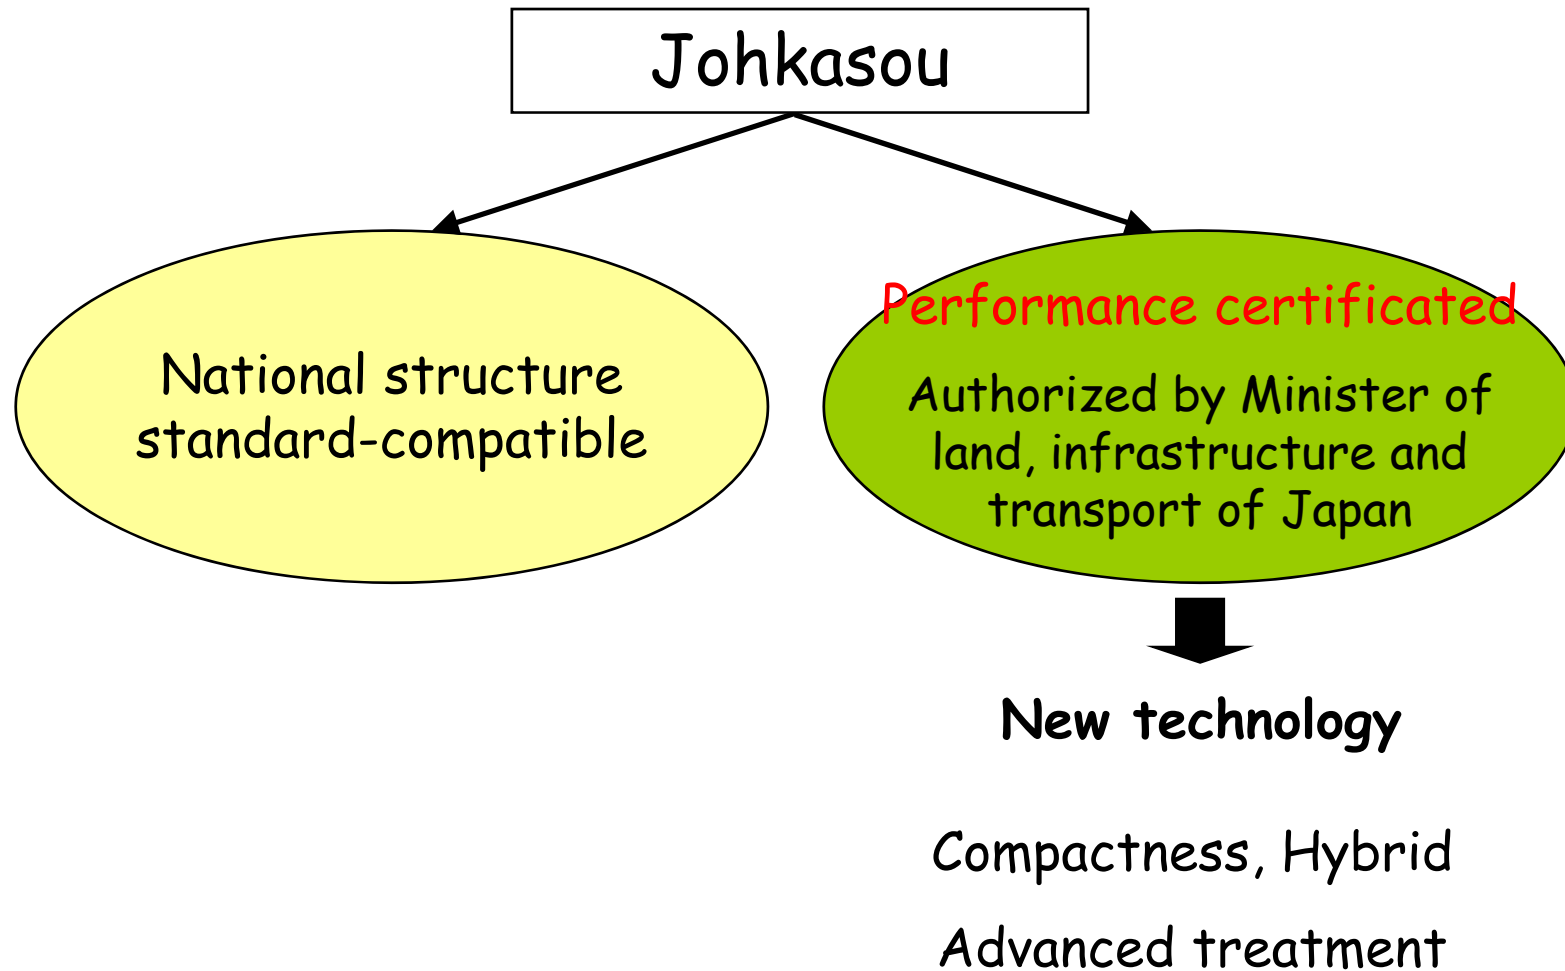 Johkasou
National structure
standard-compatible
Performance certificated
Authorized by Minister of
land, infrastructure and
transport of Japan
New technology
Compactness, Hybrid
Advanced treatment